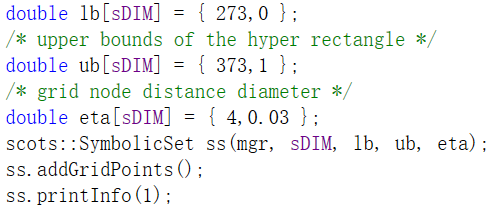 double lb[sDIM] = { 273,0 };
/* upper bounds of the hyper rectangle */
double ub[sDIM] = { 373,1 };
/* grid node distance diameter */
double eta[sDIM] = { 4,0.03 };
scots::SymbolicSet ss(mgr, sDIM, lb, ub, eta);
ss.addGridPoints();
ss.printInfo(1);